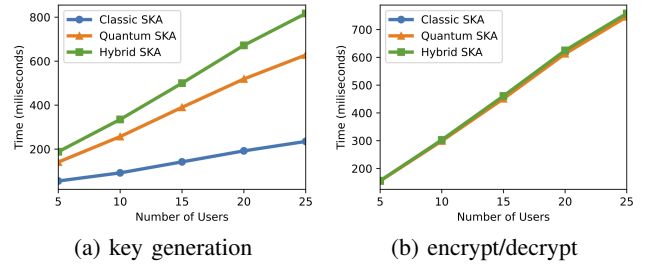 Classic SKA
Quantum SKA
Hybrid SKA
Time (miliseconds)
800
600
400
200
5 10 15 20 25
Number of Users
(a) key generation
Classic SKA
Quantum SKA
Hybrid SKA
Time (miliseconds)
700
600
500
400
300
200
5 10 15 20 25
Number of Users
(b) encrypt/decrypt